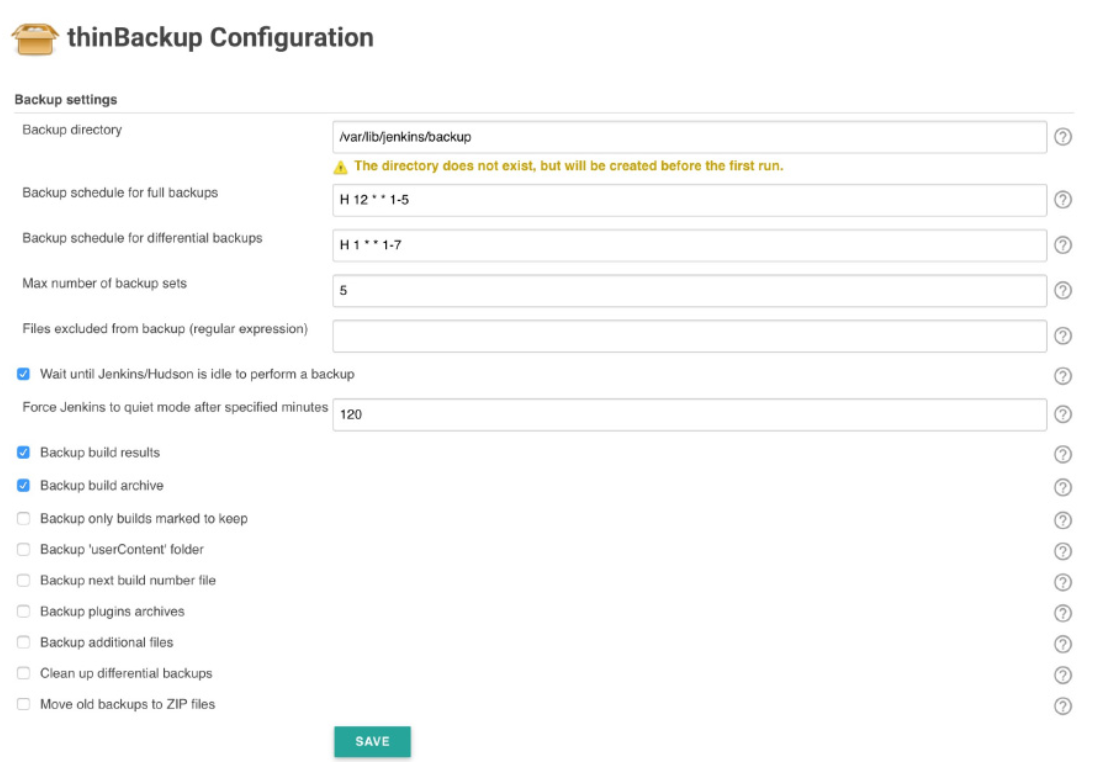 thinBackup Configuration
Backup settings
Backup directory
/var/lib/jenkins/backup
The directory does not exist, but will be created before the first run.
Backup schedule for full backups
H 12 * * 1-5
Backup schedule for differential backups
H 1 * * 1-7
Max number of backup sets
5
Files excluded from backup (regular expression)
Wait until Jenkins/Hudson is idle to perform a backup
Force Jenkins to quiet mode after specified minutes
120
Backup build results
Backup build archive
Backup only builds marked to keep
Backup 'userContent' folder
Backup next build number file
Backup plugins archives
Backup additional files
Clean up differential backups
Move old backups to ZIP files
SAVE